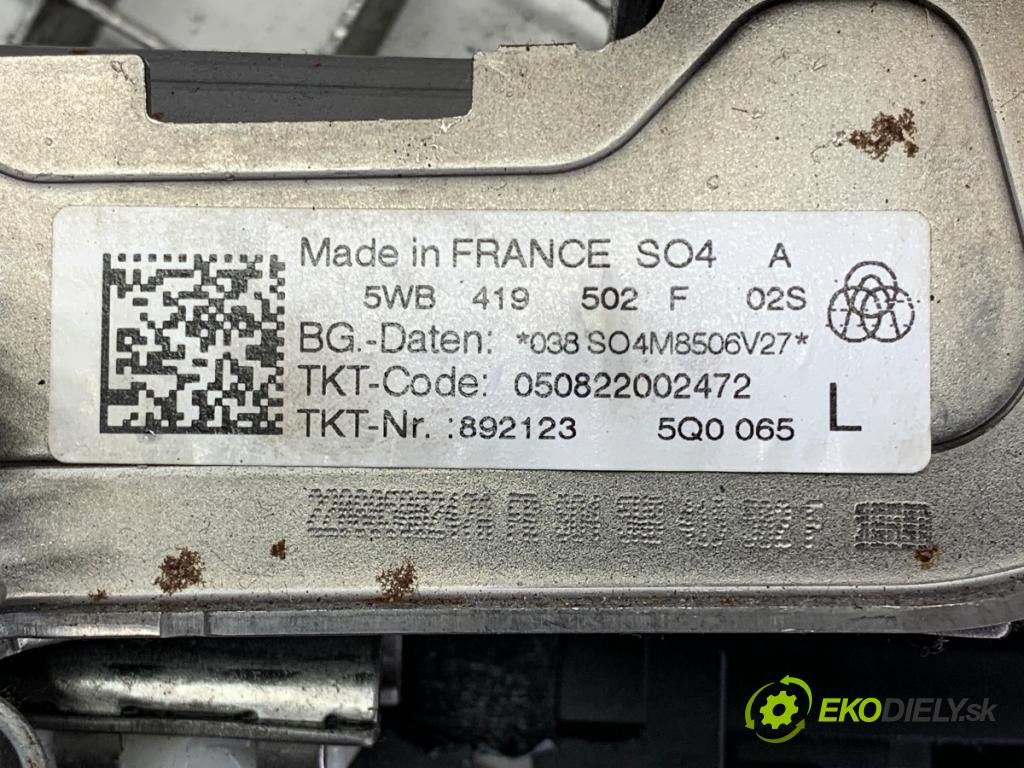 Made in FRANCE SO4 A
5WB 419 502 F 02S
BG.-Daten: *038 SO4M8506V27*
TKT-Code: 050822002472
TKT-Nr. :892123 5Q0 065 L
EKODIELY.sk